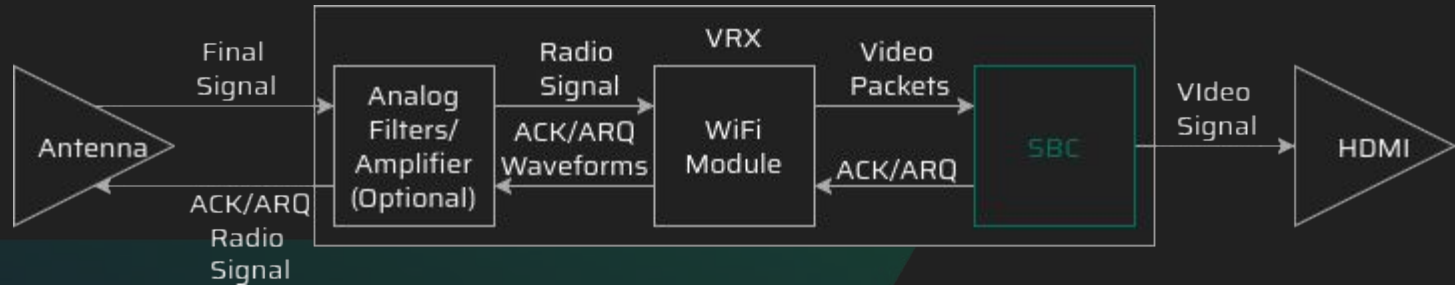 VRX
Final
Signal
Antenna
ACK/ARQ
Radio
Signal
Analog
Filters/
Amplifier
(Optional)
Radio
Signal
ACK/ARQ
Waveforms
WiFi
Module
Video
Packets
ACK/ARQ
SBC
VIdeo
Signal
HDMI